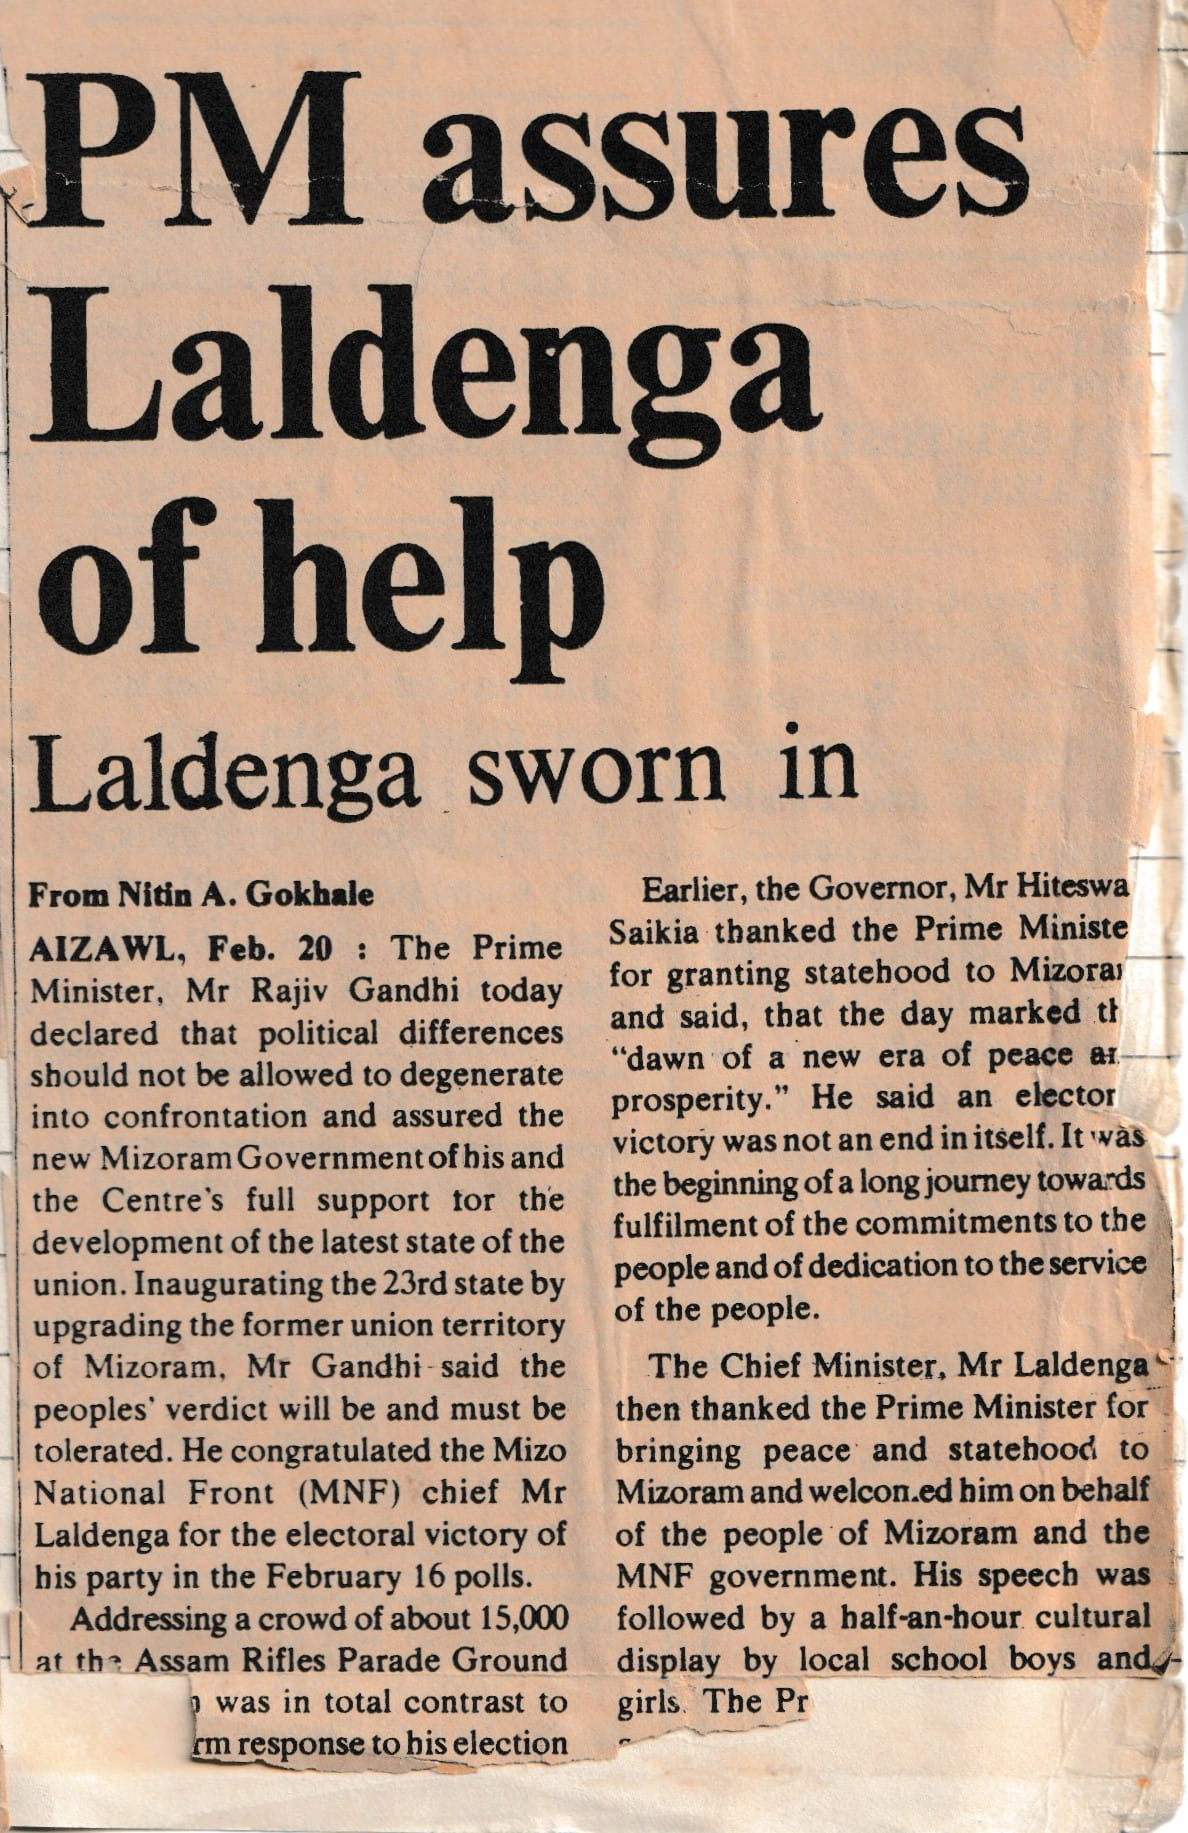 PM assures
Laldenga
of help
Laldenga sworn in
From Nitin A. Gokhale
AIZAWL, Feb. 20 : The Prime
Minister, Mr Rajiv Gandhi today
declared that political differences
should not be allowed to degenerate
into confrontation and assured the
new Mizoram Government of his and
the Centre's full support for the
development of the latest state of the
union. Inaugurating the 23rd state by
upgrading the former union territory
of Mizoram, Mr Gandhi said the
peoples' verdict will be and must be
tolerated. He congratulated the Mizo
National Front (MNF) chief Mr
Laldenga for the electoral victory of
his party in the February 16 polls.
Addressing a crowd of about 15,000
at the Assam Rifles Parade Ground
was in total contrast to
rm response to his election
Earlier, the Governor, Mr Hiteswa
Saikia thanked the Prime Ministe
for granting statehood to Mizora
and said, that the day marked th
"dawn of a new era of peace an
prosperity." He said an elector
victory was not an end in itself. It was
the beginning of a long journey towards
fulfilment of the commitments to the
people and of dedication to the service
of the people.
The Chief Minister, Mr Laldenga
then thanked the Prime Minister for
bringing peace and statehood to
Mizoram and welcomed him on behalf
of the people of Mizoram and the
MNF government. His speech was
followed by a half-an-hour cultural
display by local school boys and
girls. The Pr